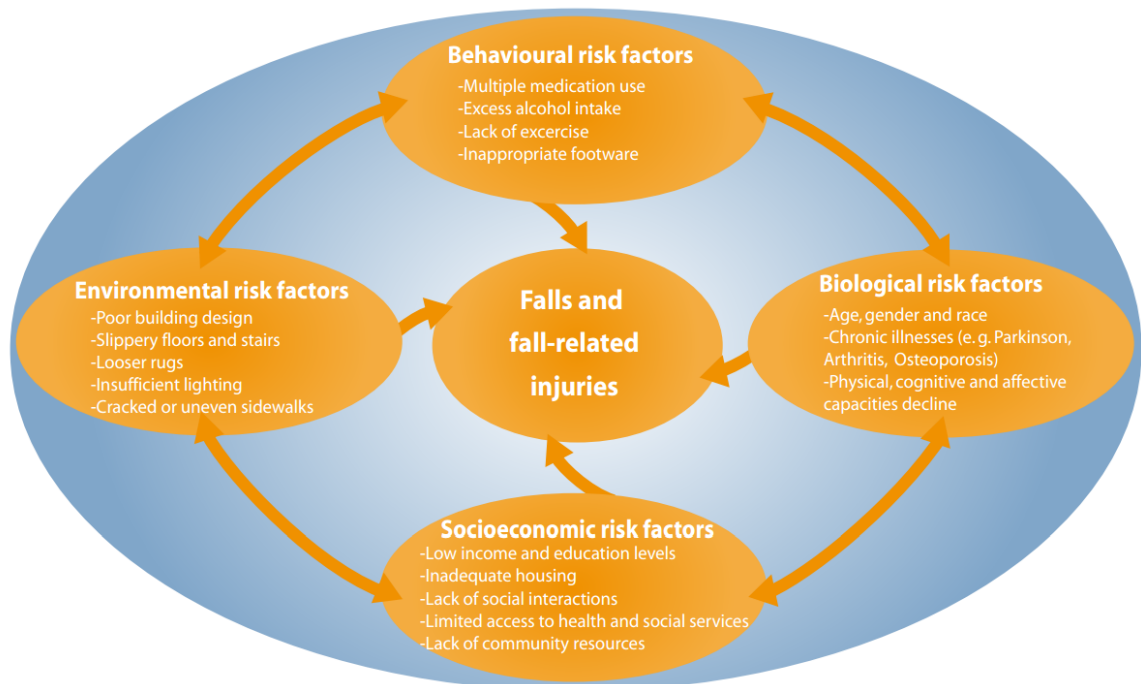 Behavioural risk factors
-Multiple medication use
-Excess alcohol intake
-Lack of excercise
-Inappropriate footware
Environmental risk factors
-Poor building design
-Slippery floors and stairs
-Looser rugs
-Insufficient lighting
-Cracked or uneven sidewalks
Falls and
fall-related
injuries
Biological risk factors
-Age, gender and race
-Chronic illnesses (e. g. Parkinson,
Arthritis, Osteoporosis)
-Physical, cognitive and affective
capacities decline
Socioeconomic risk factors
-Low income and education levels
-Inadequate housing
-Lack of social interactions
-Limited access to health and social services
-Lack of community resources